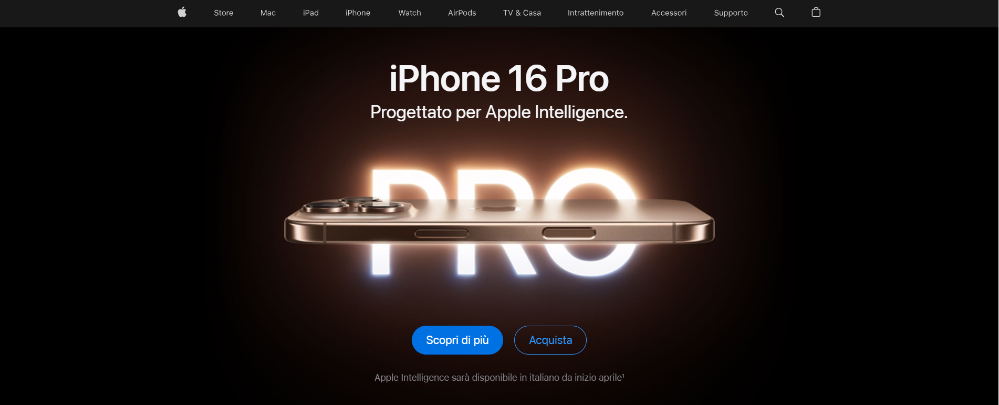 Store Mac iPad iPhone Watch AirPods TV & Casa Intrattenimento Accessori Supporto
iPhone 16 Pro
Progettato per Apple Intelligence.
PRO
Scopri di più Acquista
Apple Intelligence sarà disponibile in italiano da inizio aprile¹